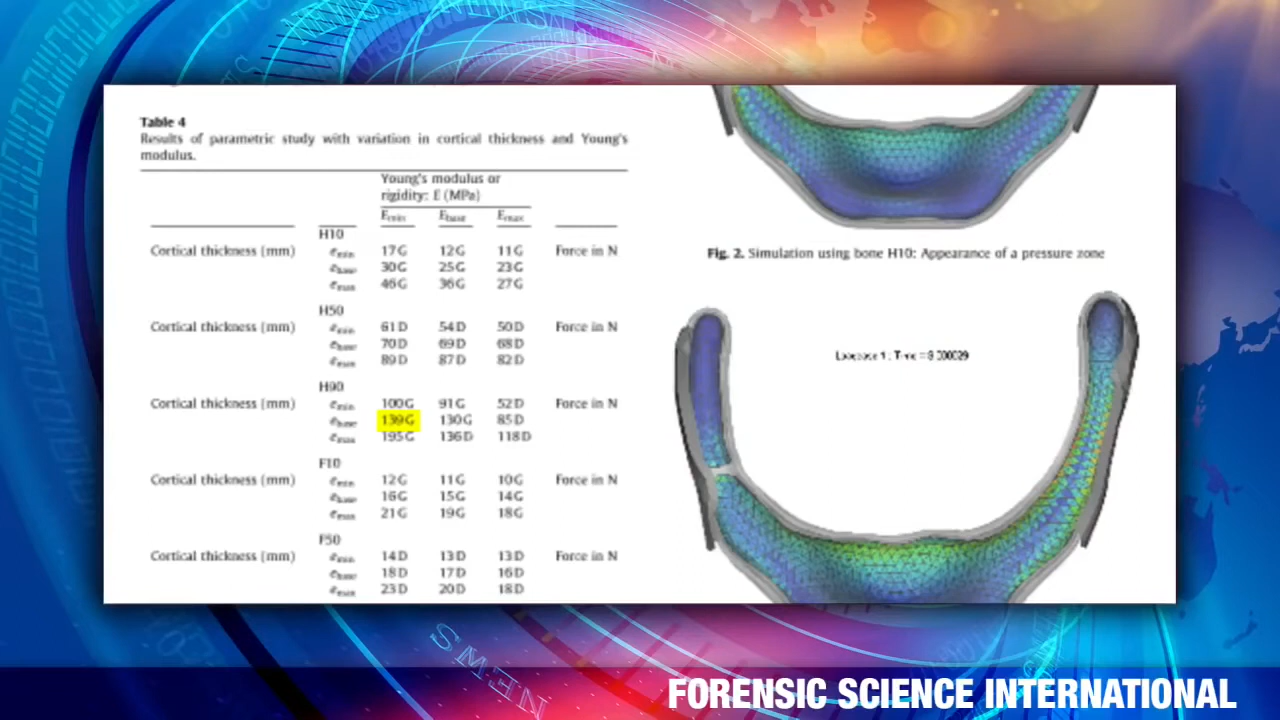 Table 4
Results of parametric study with variation in cortical thickness and Young's
modulus.
Young's modulus or
rigidity: E (MPa)
Emin Ebase Emax
H10
Cortical thickness (mm) emin 17G 12G 11G Force in N
ebase 30G 25G 23G
emax 46G 36G 27G
H50
Cortical thickness (mm) emin 61D 54D 50D Force in N
ebase 70D 69D 68D
emax 89D 87D 82D
H90
Cortical thickness (mm) emin 100G 91G 52D Force in N
ebase 139G 130G 85D
emax 195G 136D 118D
F10
Cortical thickness (mm) emin 12G 11G 10G Force in N
ebase 16G 15G 14G
emax 21G 19G 18G
F50
Cortical thickness (mm) emin 14D 13D 13D Force in N
ebase 18D 17D 16D
emax 23D 20D 18D
Fig. 2. Simulation using bone H10: Appearance of a pressure zone
NEWS
FORENSIC SCIENCE INTERNATIONAL